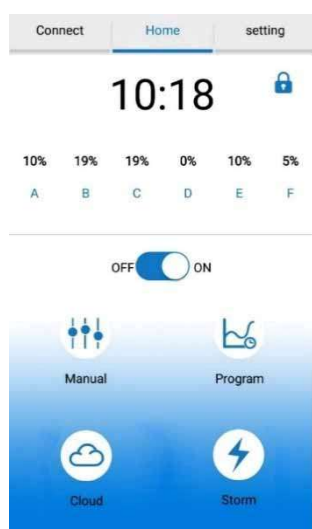 Connect Home setting
10:18
10% 19% 19% 0% 10% 5%
A B C D E F
OFF ON
Manual Program
Cloud Storm